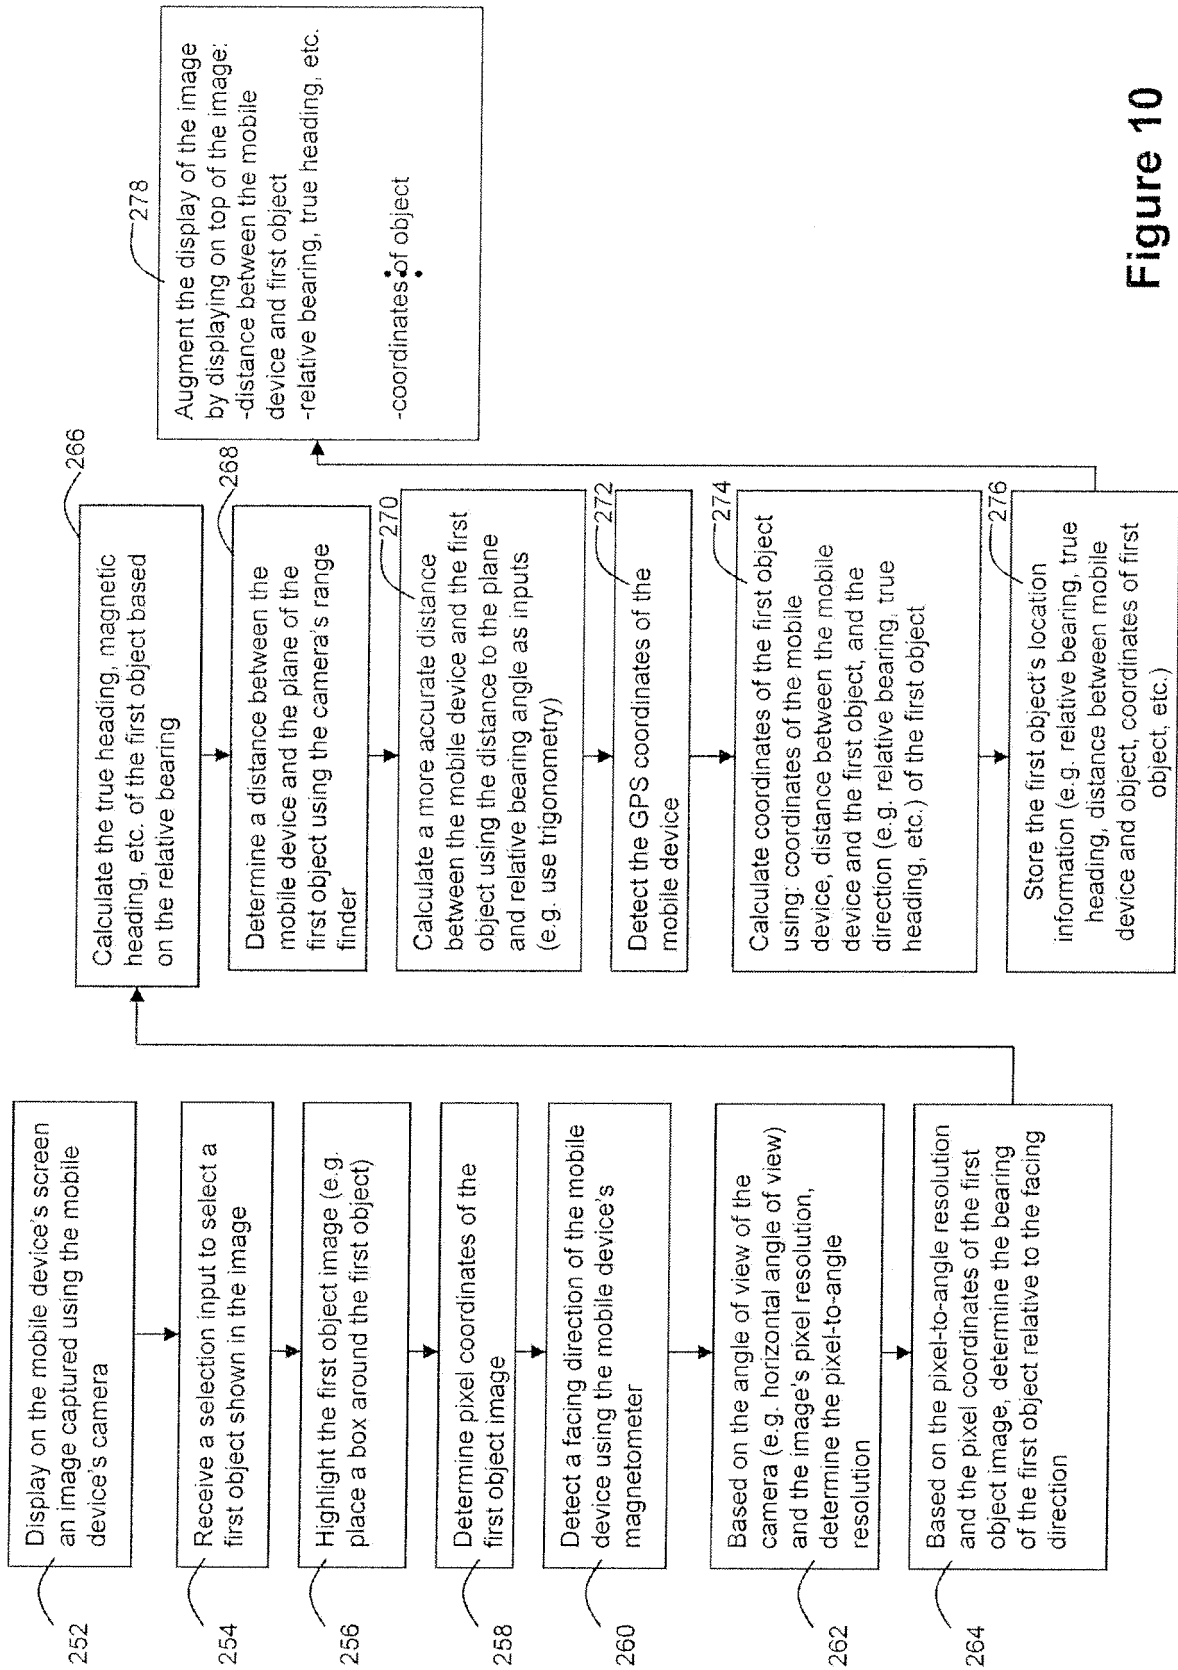 252
Display on the mobile device's screen
an image captured using the mobile
device's camera
254
Receive a selection input to select a
first object shown in the image
256
Highlight the first object image (e.g.
place a box around the first object)
258
Determine pixel coordinates of the
first object image
260
Detect a facing direction of the mobile
device using the mobile device's
magnetometer
262
Based on the angle of view of the
camera (e.g. horizontal angle of view)
and the image's pixel resolution,
determine the pixel-to-angle
resolution
264
Based on the pixel-to-angle resolution
and the pixel coordinates of the first
object image, determine the bearing
of the first object relative to the facing
direction
266
Calculate the true heading, magnetic
heading, etc. of the first object based
on the relative bearing
268
Determine a distance between the
mobile device and the plane of the
first object using the camera's range
finder
270
Calculate a more accurate distance
between the mobile device and the first
object using the distance to the plane
and relative bearing angle as inputs
(e.g. use trigonometry)
272
Detect the GPS coordinates of the
mobile device
274
Calculate coordinates of the first object
using: coordinates of the mobile
device, distance between the mobile
device and the first object, and the
direction (e.g. relative bearing, true
heading, etc.) of the first object
276
Store the first object's location
information (e.g. relative bearing, true
heading, distance between mobile
device and object, coordinates of first
object, etc.)
278
Augment the display of the image
by displaying on top of the image:
-distance between the mobile
device and first object
-relative bearing, true heading, etc.
-coordinates of object
Figure 10